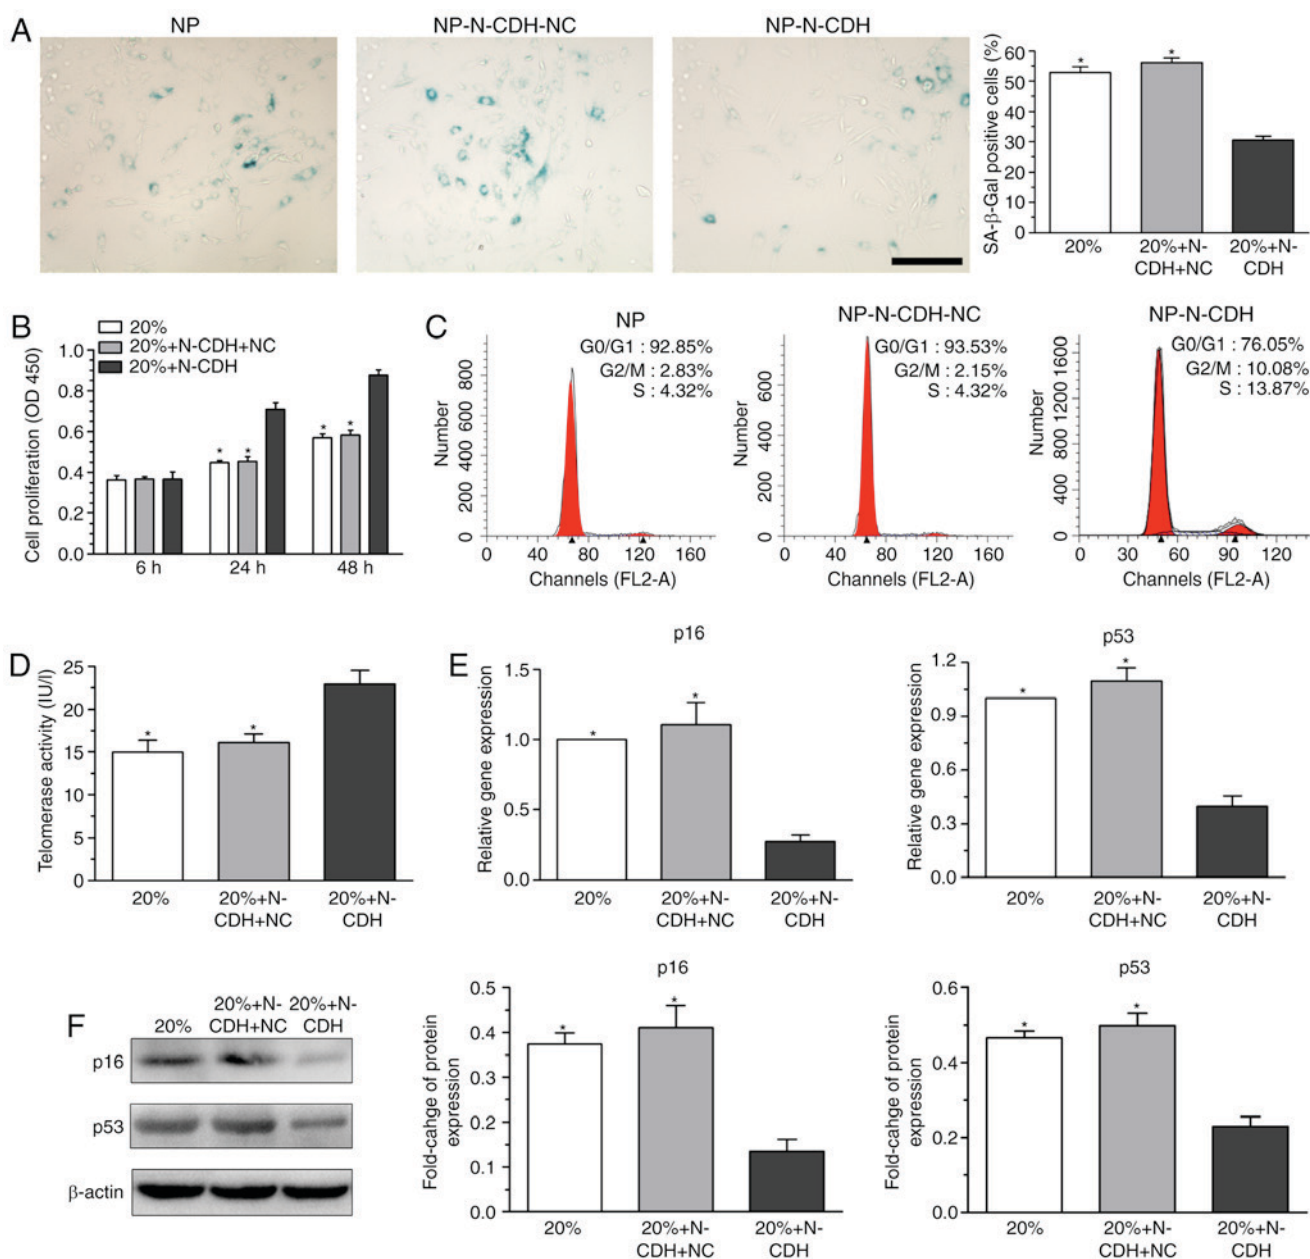 A
NP
NP-N-CDH-NC
NP-N-CDH
SA-β-Gal positive cells (%)
60
50
40
30
20
10
0
*
*
20%
20%+N-
CDH+NC
20%+N-
CDH
B
20%
20%+N-CDH+NC
20%+N-CDH
Cell proliferation (OD 450)
1.0
0.8
0.6
0.4
0.2
0.0
* *
* *
6 h
24 h
48 h
C
NP
G0/G1 : 92.85%
G2/M : 2.83%
S : 4.32%
Number
800
600
400
200
0
0 40 80 120 160
Channels (FL2-A)
NP-N-CDH-NC
G0/G1 : 93.53%
G2/M : 2.15%
S : 4.32%
Number
800
600
400
200
0
0 40 80 120 160
Channels (FL2-A)
NP-N-CDH
G0/G1 : 76.05%
G2/M : 10.08%
S : 13.87%
Number
1600
1200
800
400
0
0 30 60 90 120
Channels (FL2-A)
D
Telomerase activity (IU/l)
25
20
15
10
5
0
*
*
20%
20%+N-
CDH+NC
20%+N-
CDH
E
p16
Relative gene expression
1.5
1.0
0.5
0.0
*
*
20%
20%+N-
CDH+NC
20%+N-
CDH
p53
Relative gene expression
1.2
0.9
0.6
0.3
0.0
*
*
20%
20%+N-
CDH+NC
20%+N-
CDH
F
20%
20%+N-
CDH+NC
20%+N-
CDH
p16
p53
β-actin
p16
Fold-cahge of protein
expression
0.5
0.4
0.3
0.2
0.1
0.0
*
*
20%
20%+N-
CDH+NC
20%+N-
CDH
p53
Fold-cahge of protein
expression
0.6
0.4
0.2
0.0
*
*
20%
20%+N-
CDH+NC
20%+N-
CDH